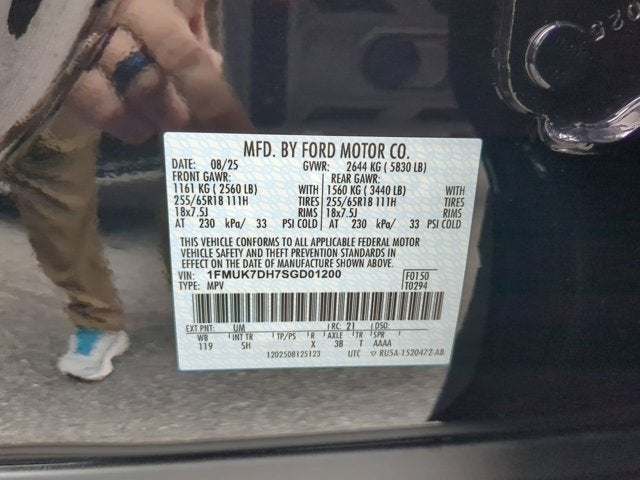 2025
MFD. BY FORD MOTOR CO.
DATE: 08/25 GVWR: 2644 KG ( 5830 LB)
FRONT GAWR: REAR GAWR:
1161 KG ( 2560 LB) WITH 1560 KG ( 3440 LB) WITH
255/65R18 111H TIRES 255/65R18 111H TIRES
18x7.5J RIMS 18x7.5J RIMS
AT 230 kPa/ 33 PSI COLD AT 230 kPa/ 33 PSI COLD
THIS VEHICLE CONFORMS TO ALL APPLICABLE FEDERAL MOTOR
VEHICLE SAFETY AND THEFT PREVENTION STANDARDS IN
EFFECT ON THE DATE OF MANUFACTURE SHOWN ABOVE.
VIN: 1FMUK7DH7SGD01200 F0150
TYPE: MPV T0294
EXT PNT: UM RC: 21 DSO:
WB INT TR TP/PS R AXLE TR SPR
119 SH X 3B T AAAA
1202508125123 UTC ▽ RU5A-1520472-AB